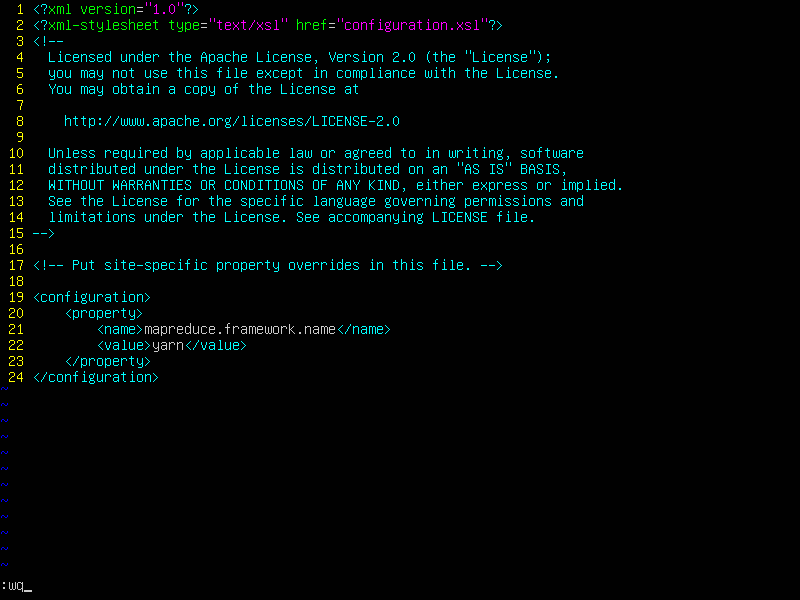 1 <?xml version="1.0"?>
2 <?xml-stylesheet type="text/xsl" href="configuration.xsl"?>
3 <!--
4   Licensed under the Apache License, Version 2.0 (the "License");
5   you may not use this file except in compliance with the License.
6   You may obtain a copy of the License at
7
8     http://www.apache.org/licenses/LICENSE-2.0
9
10   Unless required by applicable law or agreed to in writing, software
11   distributed under the License is distributed on an "AS IS" BASIS,
12   WITHOUT WARRANTIES OR CONDITIONS OF ANY KIND, either express or implied.
13   See the License for the specific language governing permissions and
14   limitations under the License. See accompanying LICENSE file.
15 -->
16
17 <!-- Put site-specific property overrides in this file. -->
18
19 <configuration>
20     <property>
21         <name>mapreduce.framework.name</name>
22         <value>yarn</value>
23     </property>
24 </configuration>
~
~
~
~
~
~
~
~
~
~
~
~
:wq_